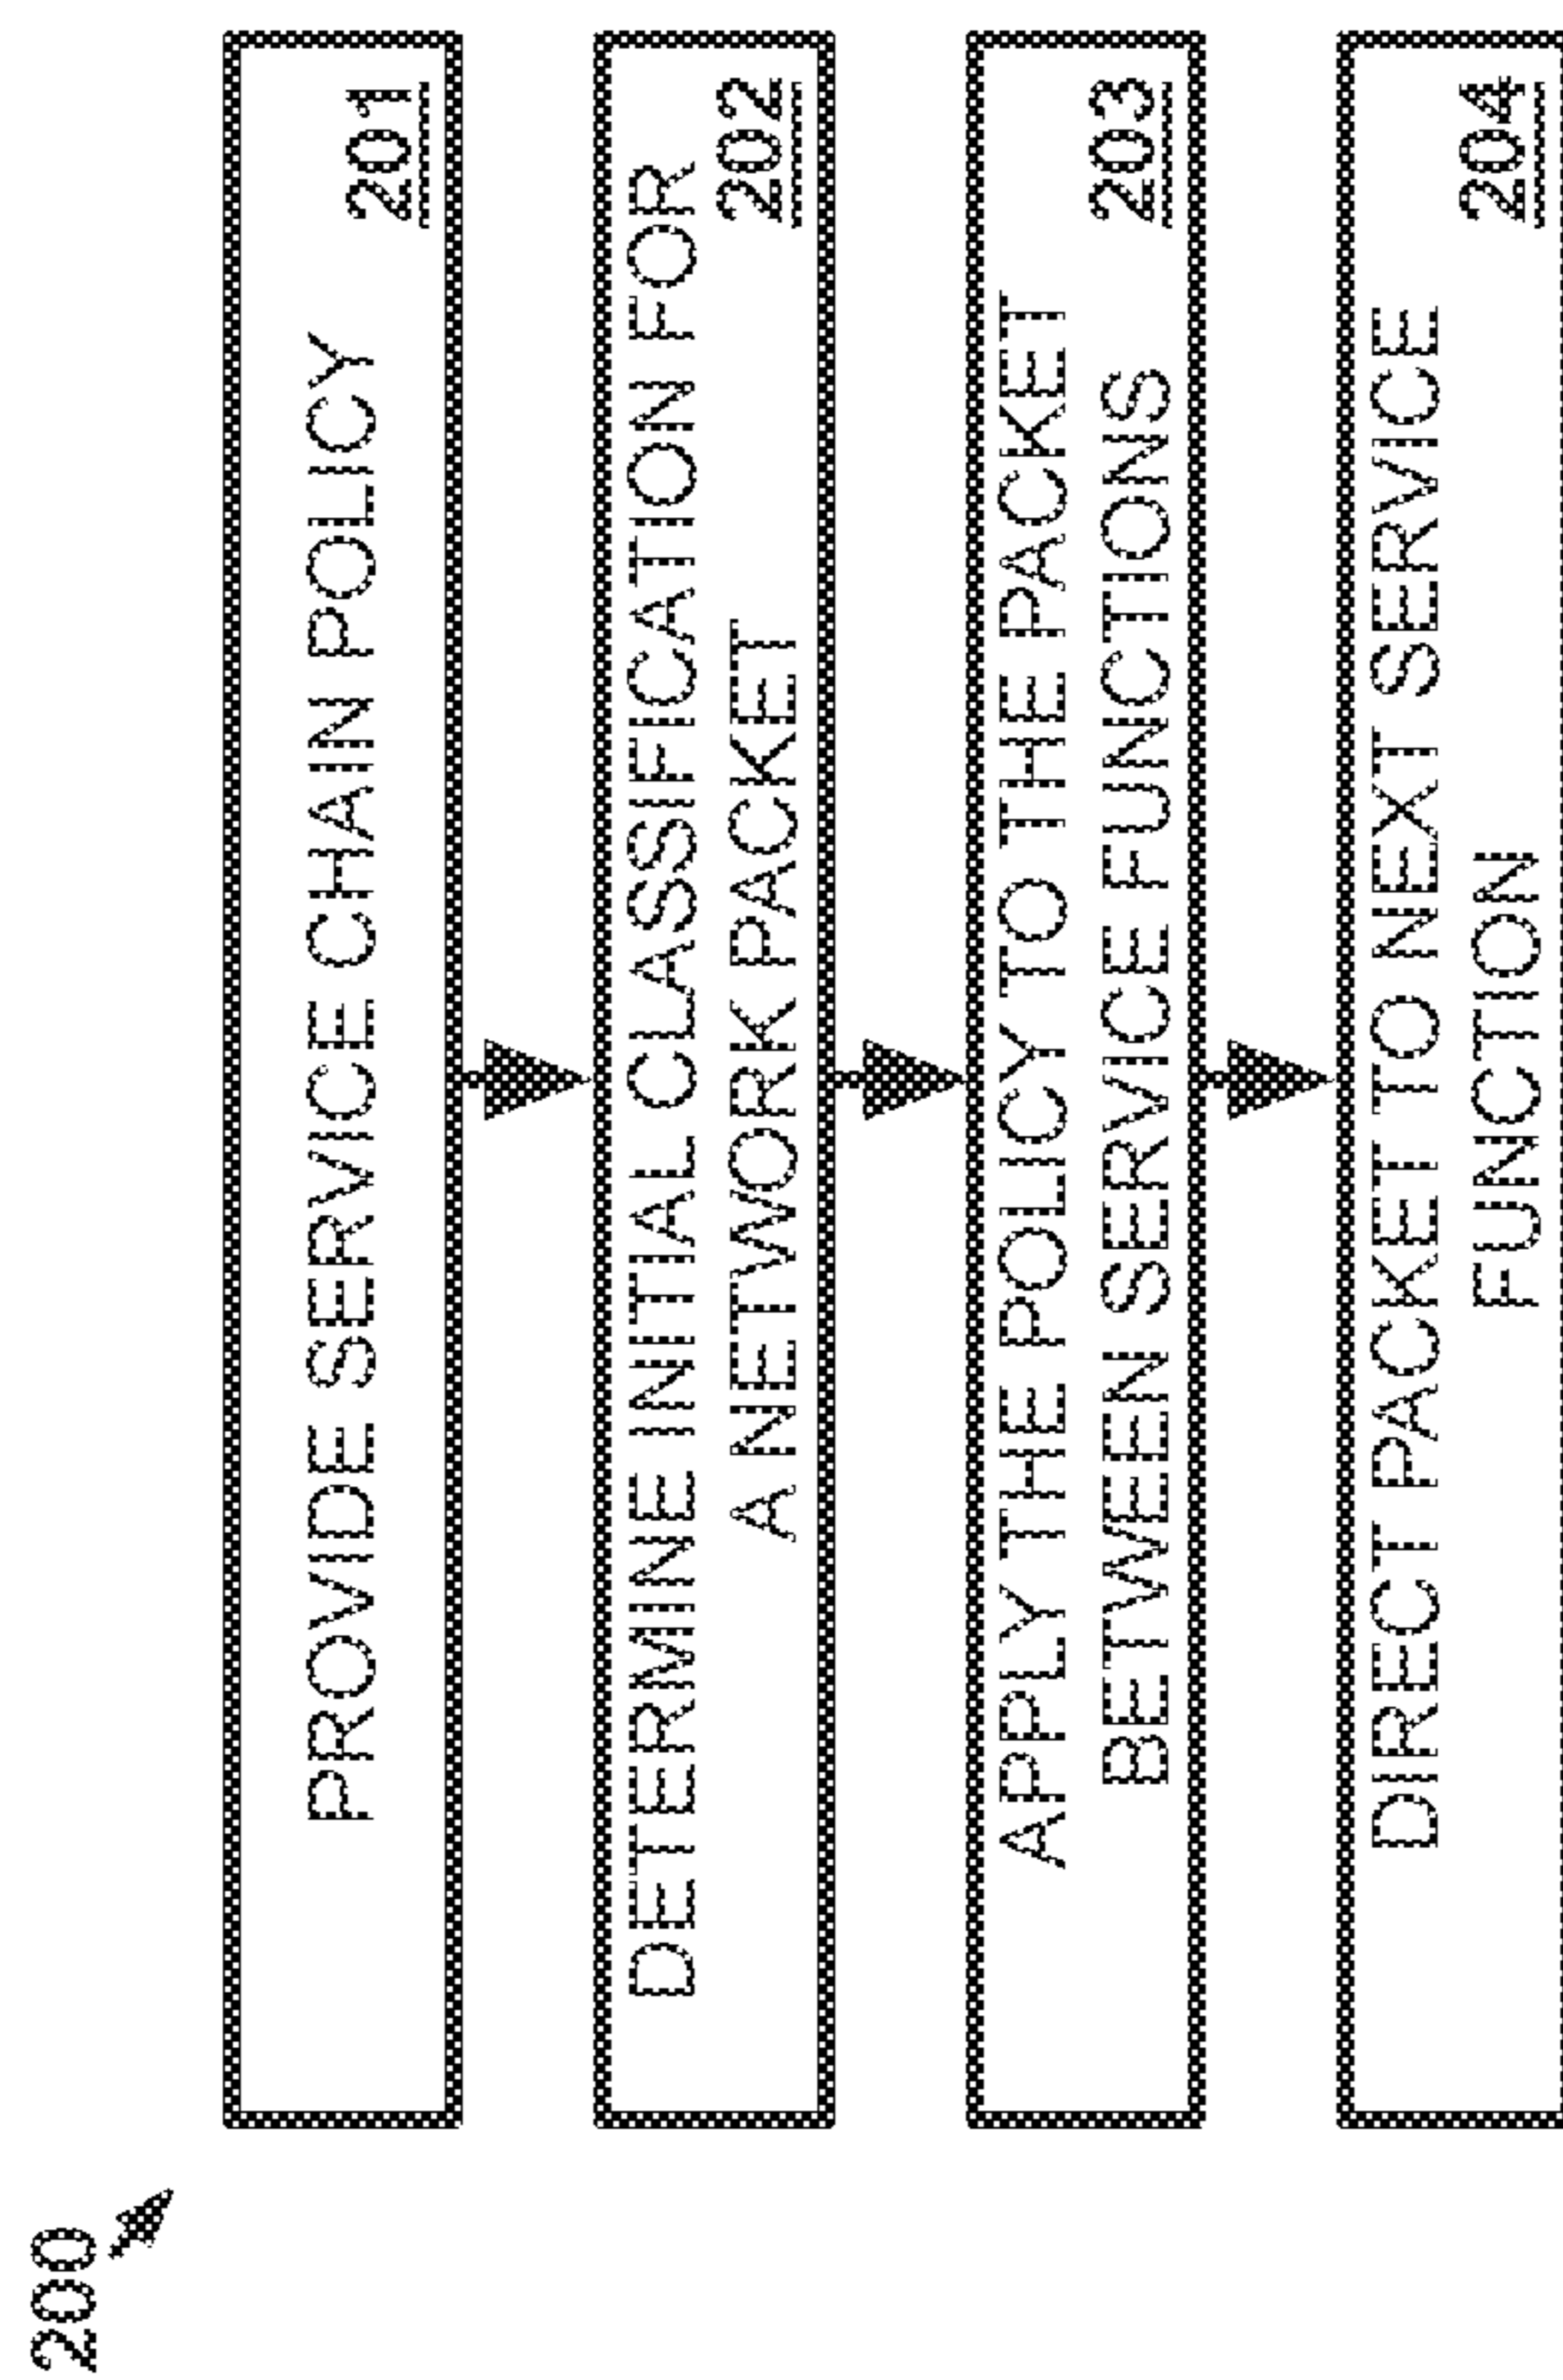 200
PROVIDE SERVICE CHAIN POLICY
201
DETERMINE INITIAL CLASSIFICATION FOR
A NETWORK PACKET
202
APPLY THE POLICY TO THE PACKET
BETWEEN SERVICE FUNCTIONS
203
DIRECT PACKET TO NEXT SERVICE
FUNCTION
204